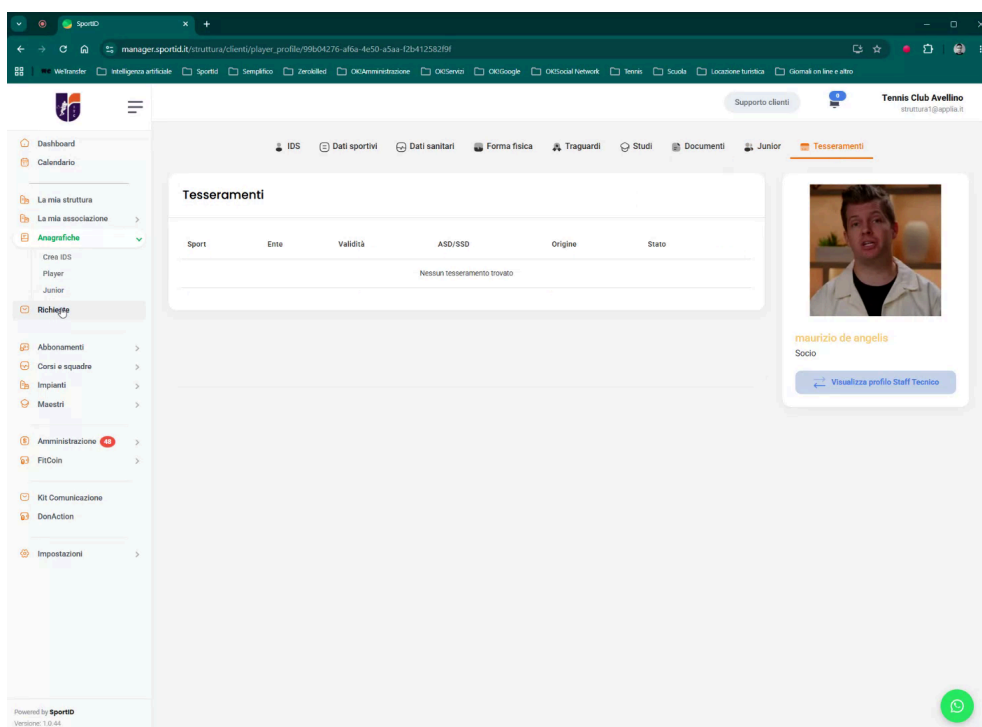 SportID
manager.sportid.it/struttura/clienti/player_profile/99b04276-af6a-4e50-a5aa-f2b412582f9f
WeTransfer Intelligenza artificiale SportId Semplifico Zerokilled OK!Amministrazione OK!Servizi OK!Google OK!Social Network Tennis Scuola Locazione turistica Giornali on line e altro
Supporto clienti
Tennis Club Avellino
struttura1@applia.it
Dashboard
Calendario
La mia struttura
La mia associazione
Anagrafiche
Crea IDS
Player
Junior
Richieste
Abbonamenti
Corsi e squadre
Impianti
Maestri
Amministrazione 48
FitCoin
Kit Comunicazione
DonAction
Impostazioni
Powered by SportID
Versione: 1.0.44
IDS Dati sportivi Dati sanitari Forma fisica Traguardi Studi Documenti Junior Tesseramenti
Tesseramenti
Sport Ente Validità ASD/SSD Origine Stato
Nessun tesseramento trovato
maurizio de angelis
Socio
Visualizza profilo Staff Tecnico